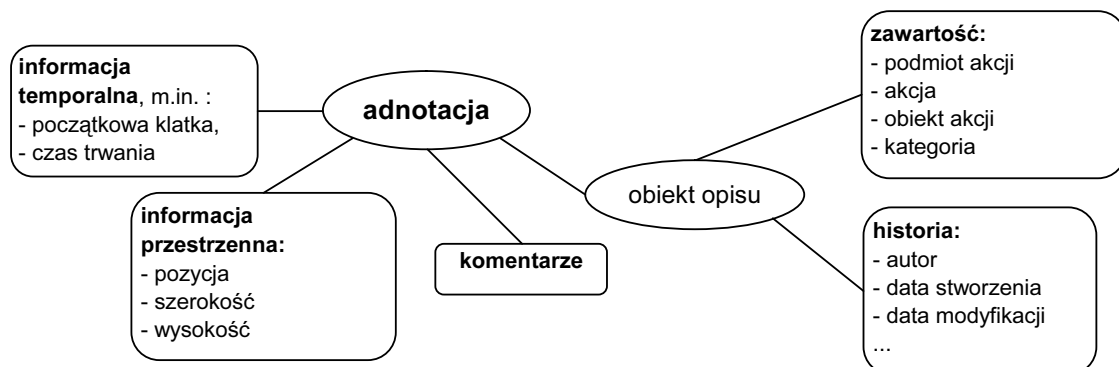 informacja
temporalna, m.in. :
- początkowa klatka,
- czas trwania
adnotacja
informacja
przestrzenna:
- pozycja
- szerokość
- wysokość
komentarze
obiekt opisu
zawartość:
- podmiot akcji
- akcja
- obiekt akcji
- kategoria
historia:
- autor
- data stworzenia
- data modyfikacji
...